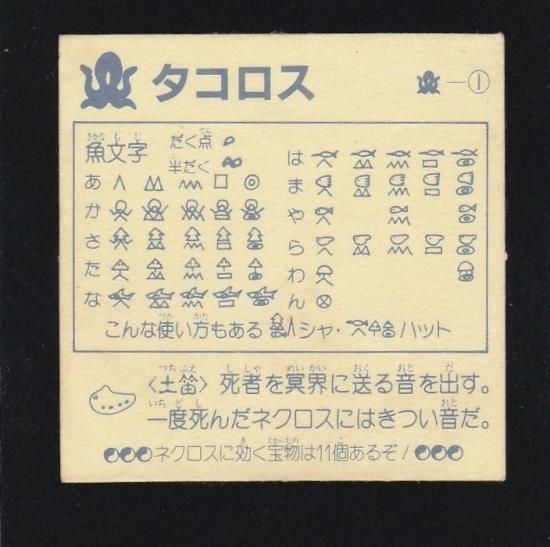 タコロス
一①
魚文字 だく点
半だく
あ
か
さ
た
な
は
ま
や
ら
わ
ん
こんな使い方もある シャ・ハット
〈土笛〉死者を冥界に送る音を出す。
一度死んだネクロスにはきつい音だ。
ネクロスに効く宝物は11個あるぞ!